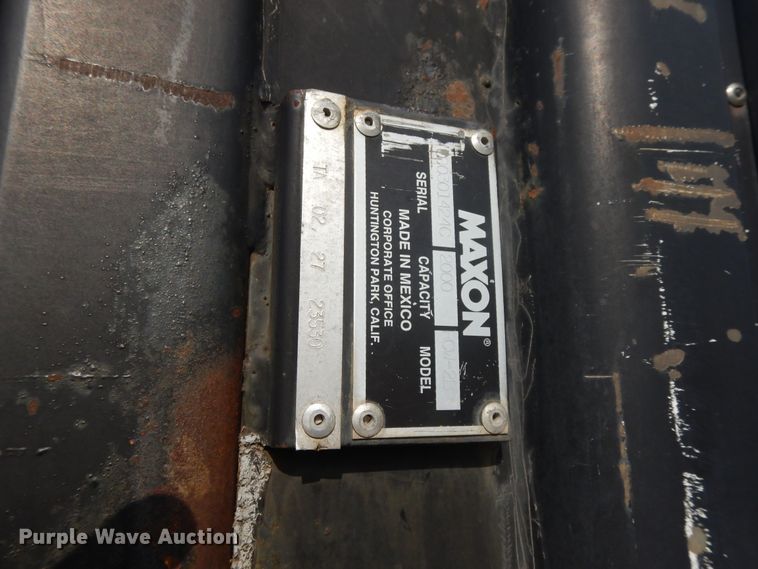 MAXON®
SERIAL CAPACITY MODEL
2000
MADE IN MEXICO
CORPORATE OFFICE
HUNTINGTON PARK, CALIF.
TA 02, 27 23530
Purple Wave Auction